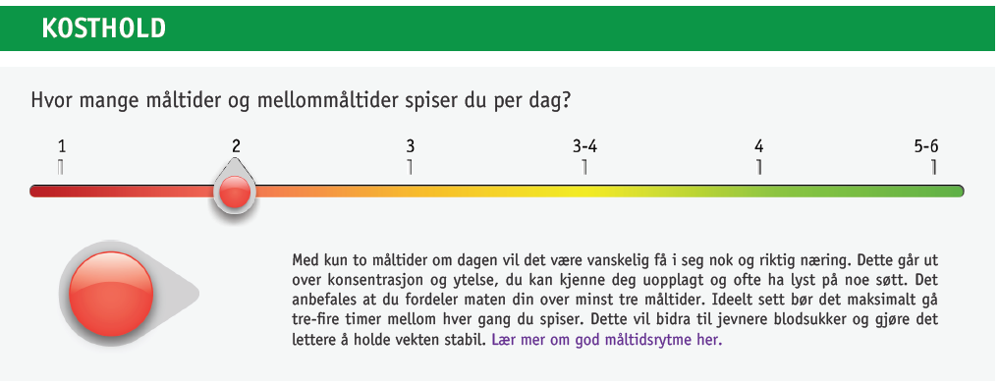 KOSTHOLD
Hvor mange måltider og mellommåltider spiser du per dag?
1 2 3 3-4 4 5-6
Med kun to måltider om dagen vil det være vanskelig få i seg nok og riktig næring. Dette går ut
over konsentrasjon og ytelse, du kan kjenne deg uopplagt og ofte ha lyst på noe søtt. Det
anbefales at du fordeler maten din over minst tre måltider. Ideelt sett bør det maksimalt gå
tre-fire timer mellom hver gang du spiser. Dette vil bidra til jevnere blodsukker og gjøre det
lettere å holde vekten stabil. Lær mer om god måltidsrytme her.